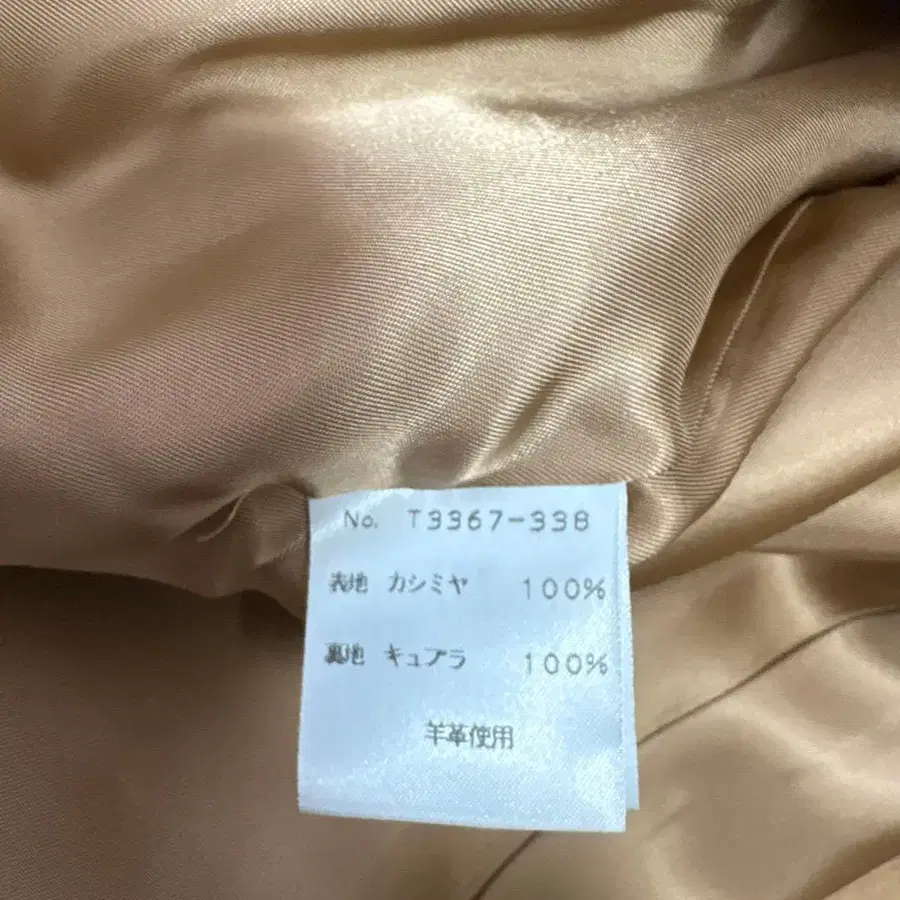 No. T3367-338
表地 カシミヤ 100%
裏地 キュプラ 100%
羊革使用